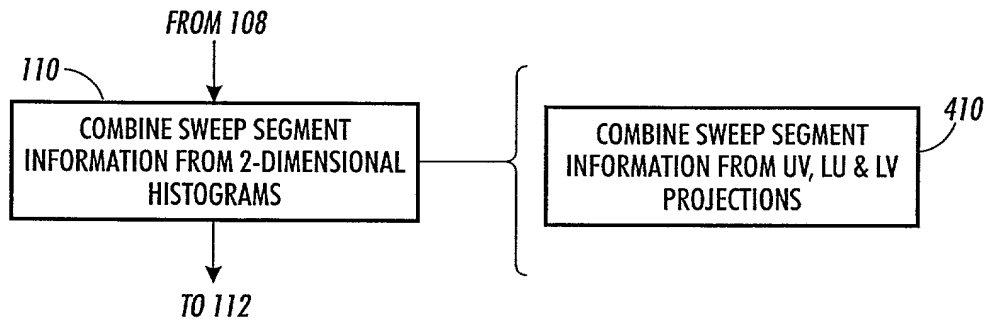 FROM 108
110
COMBINE SWEEP SEGMENT
INFORMATION FROM 2-DIMENSIONAL
HISTOGRAMS
TO 112
410
COMBINE SWEEP SEGMENT
INFORMATION FROM UV, LU & LV
PROJECTIONS